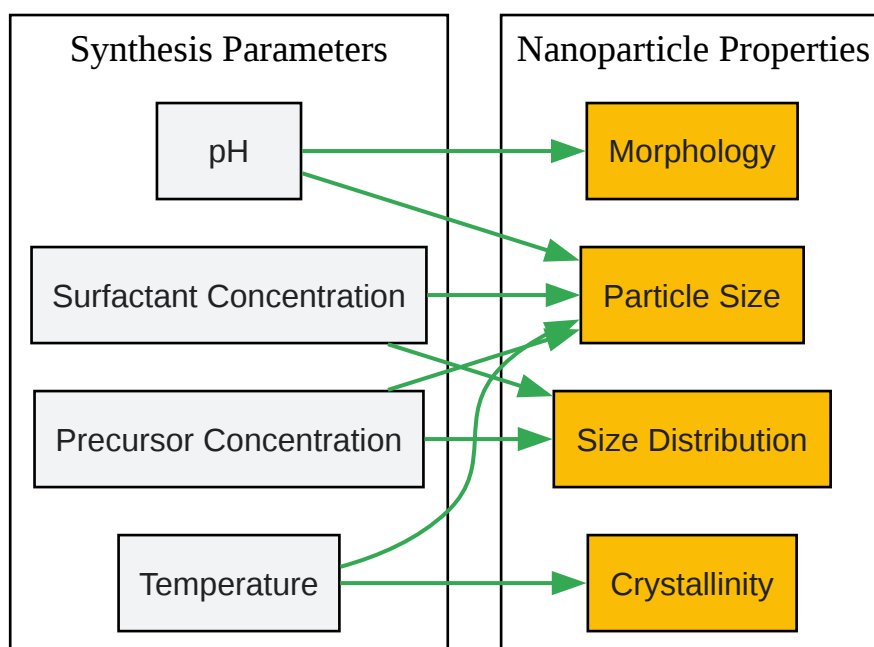 Synthesis Parameters
pH
Surfactant Concentration
Precursor Concentration
Temperature
Nanoparticle Properties
Morphology
Particle Size
Size Distribution
Crystallinity